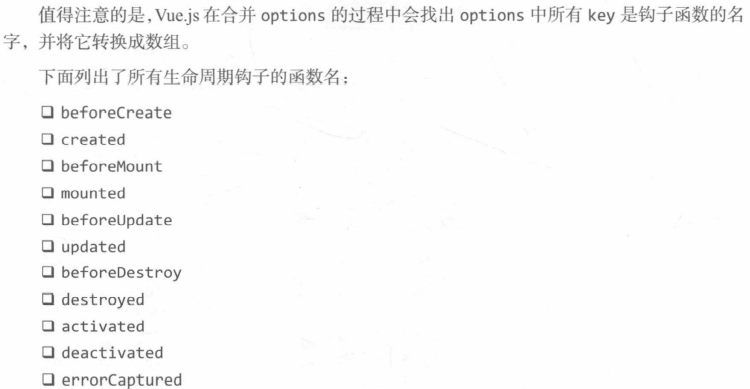 值得注意的是，Vue.js 在合并 options 的过程中会找出 options 中所有 key 是钩子函数的名
字，并将它转换成数组。
下面列出了所有生命周期钩子的函数名：
❑ beforeCreate
❑ created
❑ beforeMount
❑ mounted
❑ beforeUpdate
❑ updated
❑ beforeDestroy
❑ destroyed
❑ activated
❑ deactivated
❑ errorCaptured